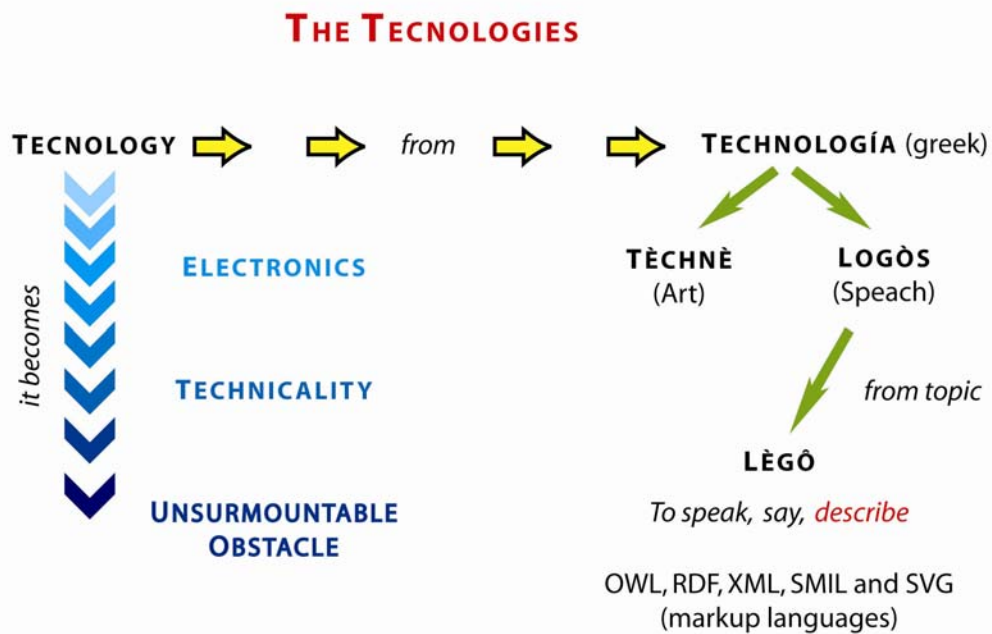 THE TECNOLOGIES
TECNOLOGY from TECHNOLOGÍA (greek)
it becomes
ELECTRONICS
TECHNICALITY
UNSURMOUNTABLE
OBSTACLE
TÈCHNÈ
(Art)
LOGÒS
(Speach)
from topic
LÈGÔ
To speak, say, describe
OWL, RDF, XML, SMIL and SVG
(markup languages)